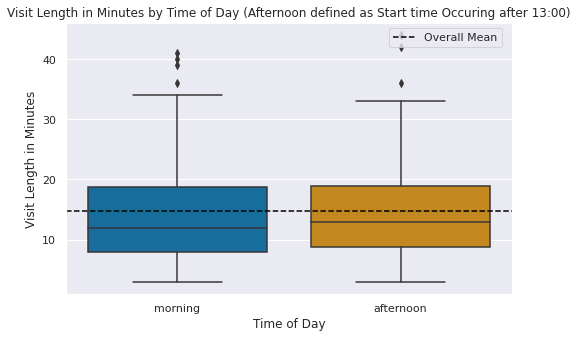 Visit Length in Minutes by Time of Day (Afternoon defined as Start time Occuring after 13:00)
Overall Mean
40
30
20
10
Visit Length in Minutes
morning afternoon
Time of Day